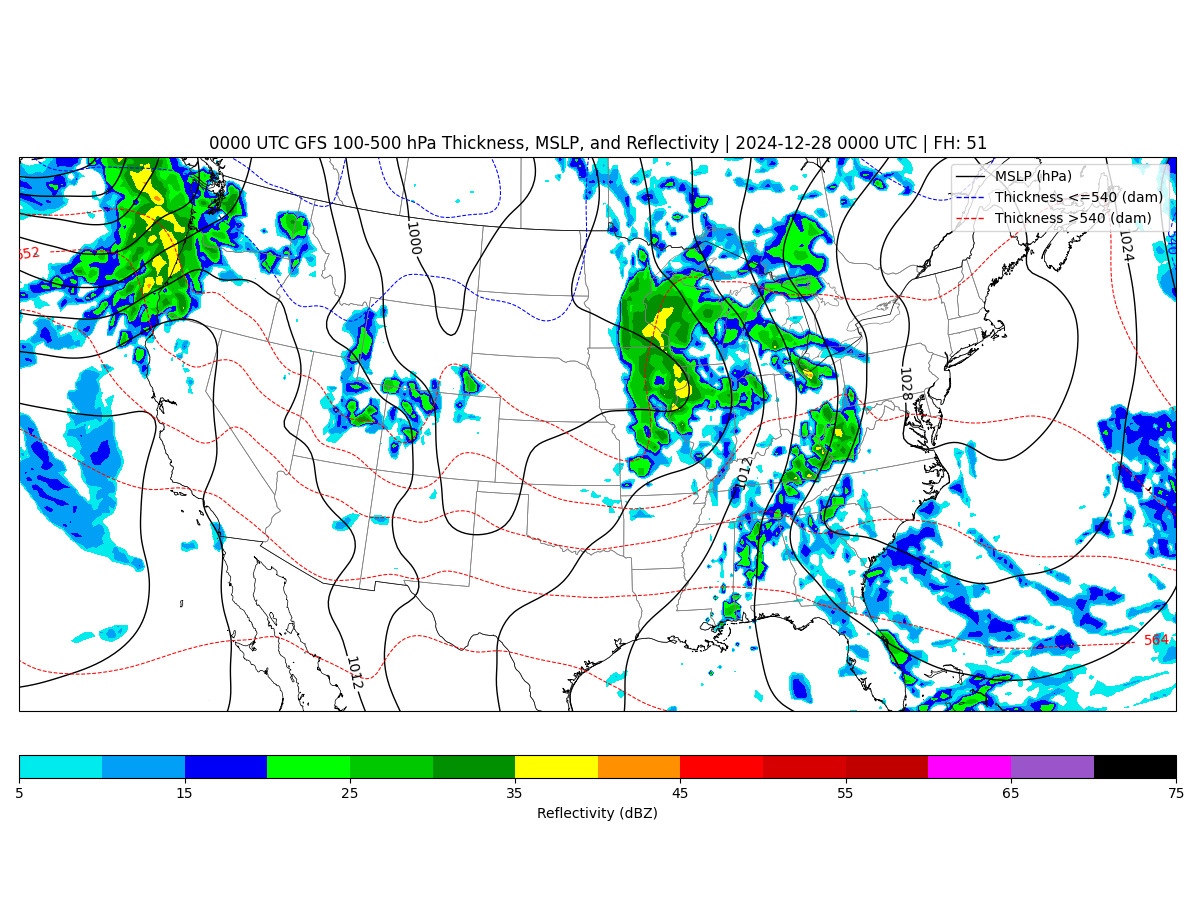 0000 UTC GFS 100-500 hPa Thickness, MSLP, and Reflectivity | 2024-12-28 0000 UTC | FH: 51
MSLP (hPa)
Thickness <=540 (dam)
Thickness >540 (dam)
1000
1024
540
552
1028
1012
564
1012
5 15 25 35 45 55 65 75
Reflectivity (dBZ)